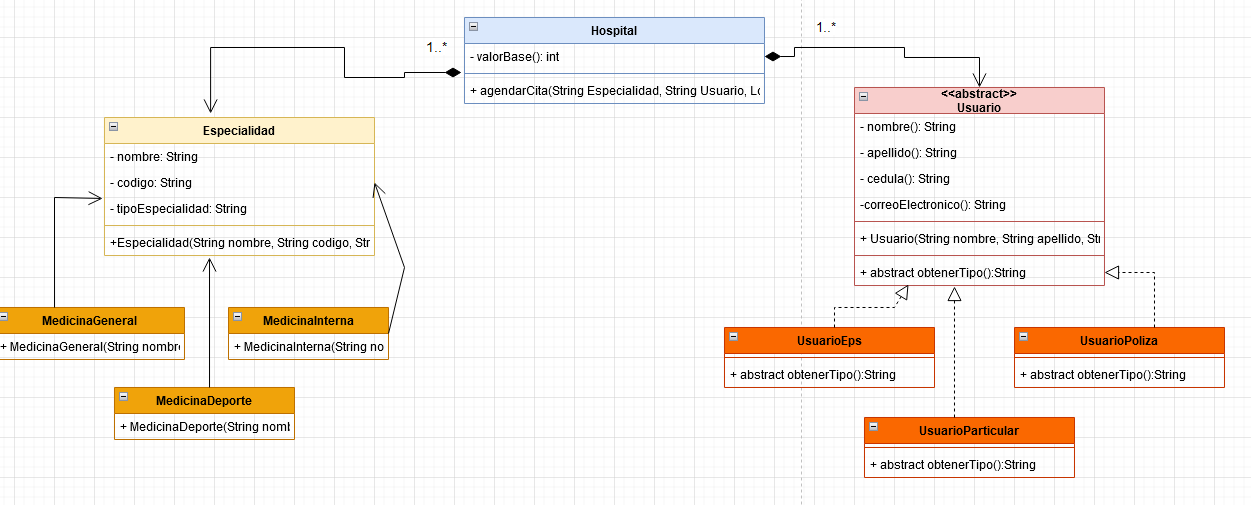 1..*
Hospital
- valorBase(): int
+ agendarCita(String Especialidad, String Usuario, Lo
1..*
<<abstract>>
Usuario
- nombre(): String
- apellido(): String
- cedula(): String
-correoElectronico(): String
+ Usuario(String nombre, String apellido, Stri
+ abstract obtenerTipo():String
Especialidad
- nombre: String
- codigo: String
- tipoEspecialidad: String
+Especialidad(String nombre, String codigo, Str
MedicinaGeneral
+ MedicinaGeneral(String nombre
MedicinaInterna
+ MedicinaInterna(String no
MedicinaDeporte
+ MedicinaDeporte(String nomb
UsuarioEps
+ abstract obtenerTipo():String
UsuarioPoliza
+ abstract obtenerTipo():String
UsuarioParticular
+ abstract obtenerTipo():String